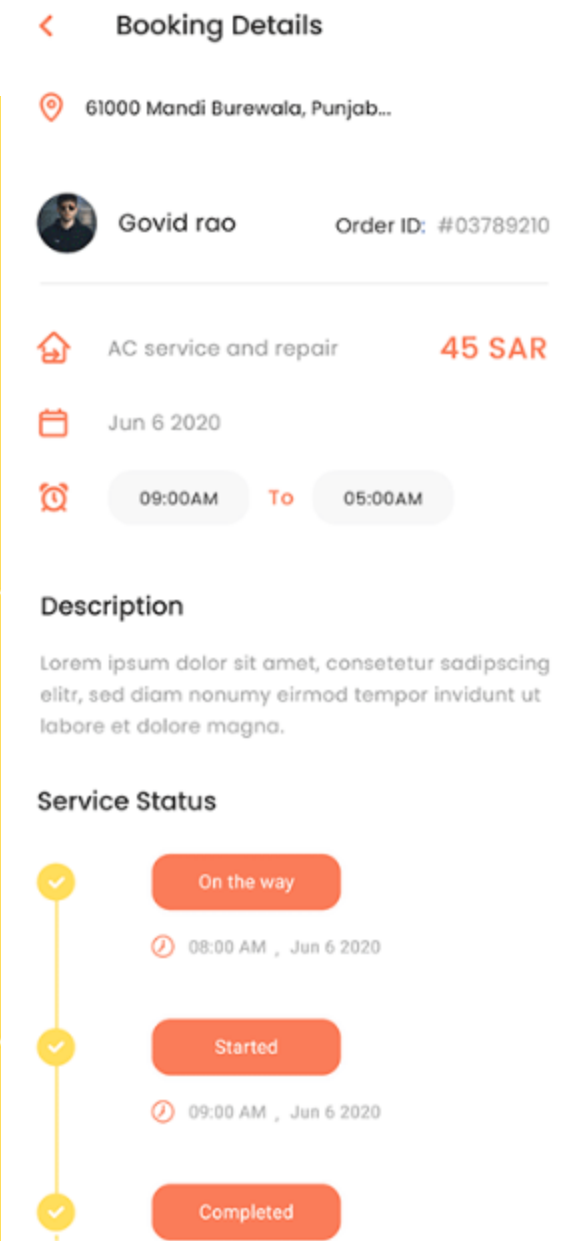 Booking Details
61000 Mandi Burewala, Punjab...
Govid rao Order ID: #03789210
AC service and repair 45 SAR
Jun 6 2020
09:00AM To 05:00AM
Description
Lorem ipsum dolor sit amet, consetetur sadipscing
elitr, sed diam nonumy eirmod tempor invidunt ut
labore et dolore magna.
Service Status
On the way
08:00 AM , Jun 6 2020
Started
09:00 AM , Jun 6 2020
Completed